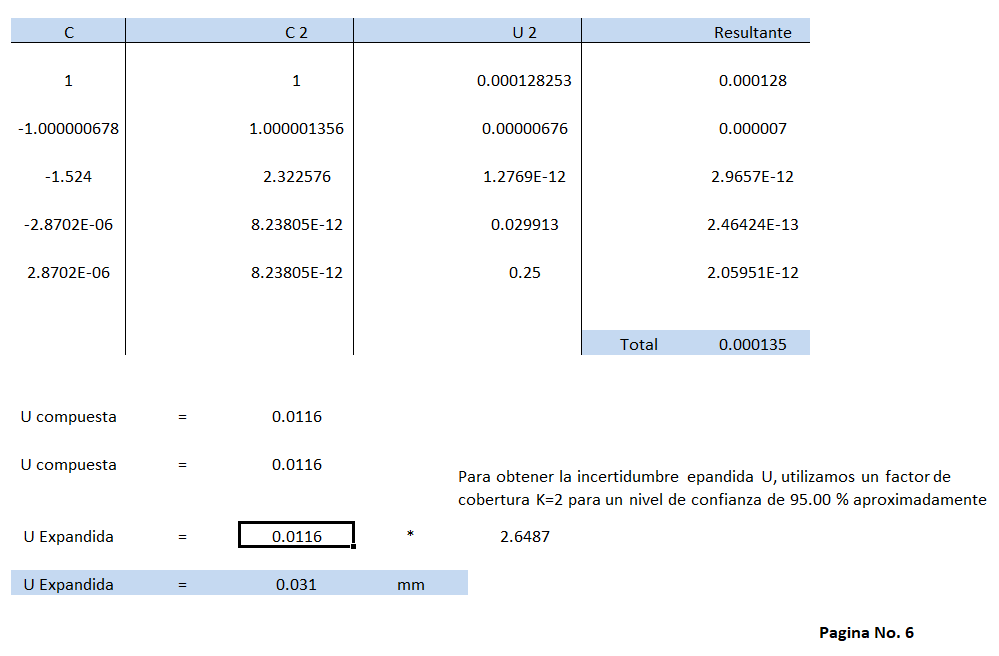 C C 2 U 2 Resultante
1 1 0.000128253 0.000128
-1.000000678 1.000001356 0.00000676 0.000007
-1.524 2.322576 1.2769E-12 2.9657E-12
-2.8702E-06 8.23805E-12 0.029913 2.46424E-13
2.8702E-06 8.23805E-12 0.25 2.05951E-12
Total 0.000135
U compuesta = 0.0116
U compuesta = 0.0116
Para obtener la incertidumbre epandida U, utilizamos un factor de
cobertura K=2 para un nivel de confianza de 95.00 % aproximadamente
U Expandida = 0.0116 * 2.6487
U Expandida = 0.031 mm
Pagina No. 6